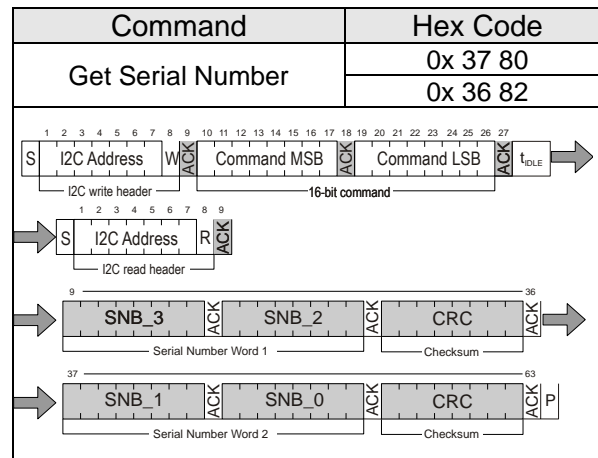 Command Hex Code
Get Serial Number 0x 37 80
0x 36 82
1 2 3 4 5 6 7 8 9 10 11 12 13 14 15 16 17 18 19 20 21 22 23 24 25 26 27
S I2C Address W ACK Command MSB ACK Command LSB ACK tIDLE
I2C write header 16-bit command
1 2 3 4 5 6 7 8 9
S I2C Address R ACK
I2C read header
9 36
SNB_3 ACK SNB_2 ACK CRC ACK
Serial Number Word 1 Checksum
37 63
SNB_1 ACK SNB_0 ACK CRC ACK P
Serial Number Word 2 Checksum